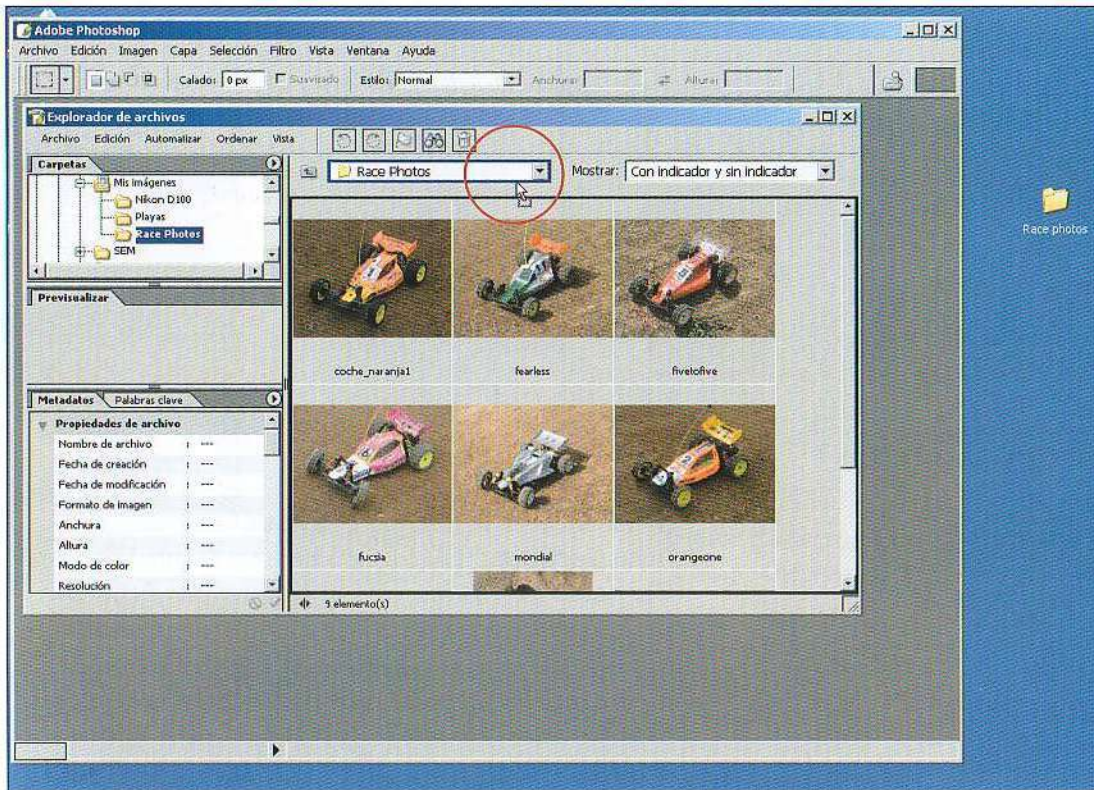 Adobe Photoshop
Archivo Edición Imagen Capa Selección Filtro Vista Ventana Ayuda
Calado: 0 px Suavizado Estilo: Normal Anchura: Altura:
Explorador de archivos
Archivo Edición Automatizar Ordenar Vista
Carpetas
Mis imágenes
Nikon D100
Playas
Race Photos
SEM
Race Photos
Mostrar: Con indicador y sin indicador
Previsualizar
Metadatos Palabras clave
Propiedades de archivo
Nombre de archivo : ---
Fecha de creación : ---
Fecha de modificación : ---
Formato de imagen : ---
Anchura : ---
Altura : ---
Modo de color : ---
Resolución : ---
coche_naranja1 fearless fivetofive
fucsia mondial orangeone
9 elemento(s)
Race photos